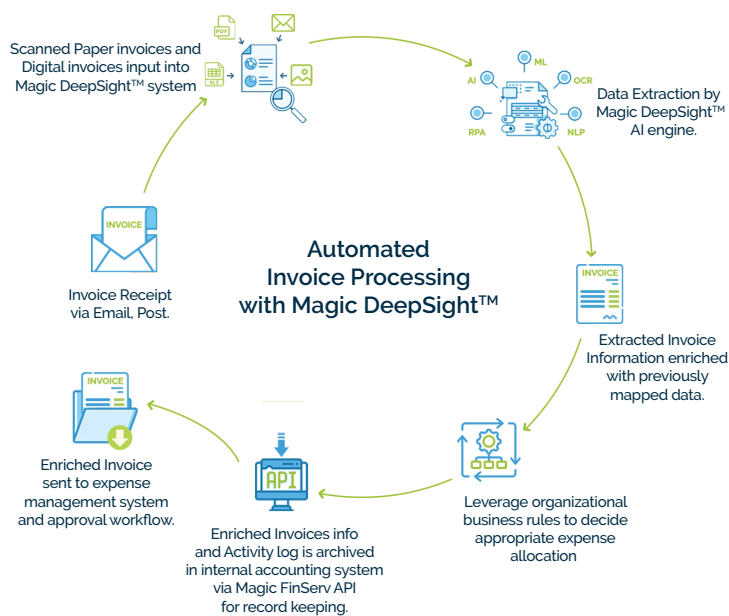 Automated
Invoice Processing
with Magic DeepSight™
INVOICE
Invoice Receipt
via Email, Post.
PDF
XLS
Scanned Paper invoices and
Digital invoices input into
Magic DeepSight™ system
AI
ML
OCR
RPA
NLP
Data Extraction by
Magic DeepSight™
AI engine.
INVOICE
Extracted Invoice
Information enriched
with previously
mapped data.
Leverage organizational
business rules to decide
appropriate expense
allocation
API
Enriched Invoices info
and Activity log is archived
in internal accounting system
via Magic FinServ API
for record keeping.
INVOICE
Enriched Invoice
sent to expense
management system
and approval workflow.